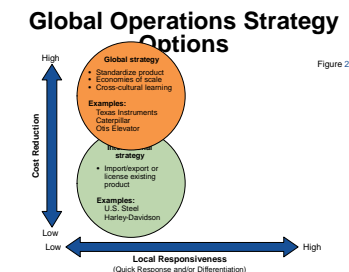 Global Operations Strategy
Options
Figure 2
High
Global strategy
• Standardize product
• Economies of scale
• Cross-cultural learning
Examples:
Texas Instruments
Caterpillar
Otis Elevator
Cost Reduction
strategy
• Import/export or
license existing
product
Examples:
U.S. Steel
Harley-Davidson
Low
Low
High
Local Responsiveness
(Quick Response and/or Differentiation)